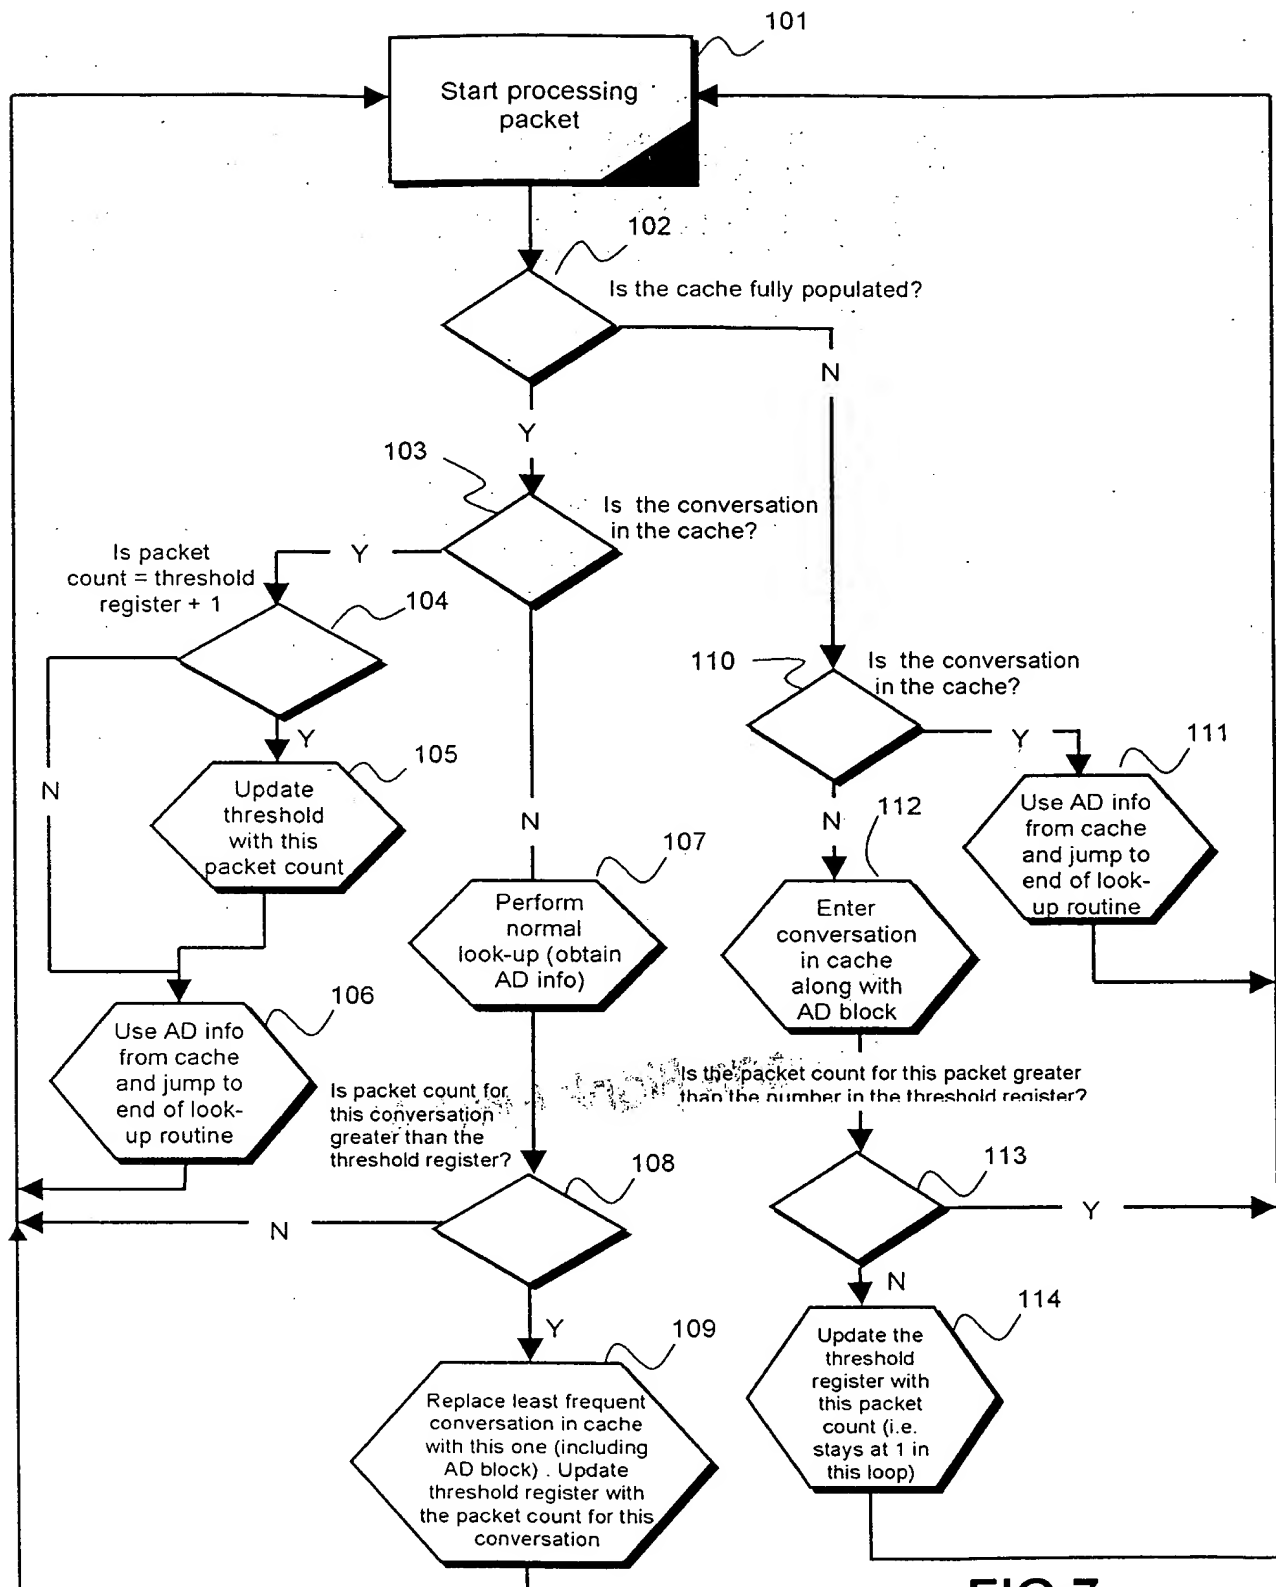 101
Start processing
packet
102
Is the cache fully populated?
N
Y
103
Is the conversation
in the cache?
Y
Is packet
count = threshold
register + 1
104
110
Is the conversation
in the cache?
Y
N
Y
111
105
Update
threshold
with this
packet count
N
N
112
Use AD info
from cache
and jump to
end of look-
up routine
107
Perform
normal
look-up (obtain
AD info)
Enter
conversation
in cache
along with
AD block
106
Use AD info
from cache
and jump to
end of look-
up routine
Is packet count for
this conversation
greater than the
threshold register?
Is the packet count for this packet greater
than the number in the threshold register?
108
113
N
Y
N
114
Y
109
Update the
threshold
register with
this packet
count (i.e.
stays at 1 in
this loop)
Replace least frequent
conversation in cache
with this one (including
AD block) . Update
threshold register with
the packet count for this
conversation